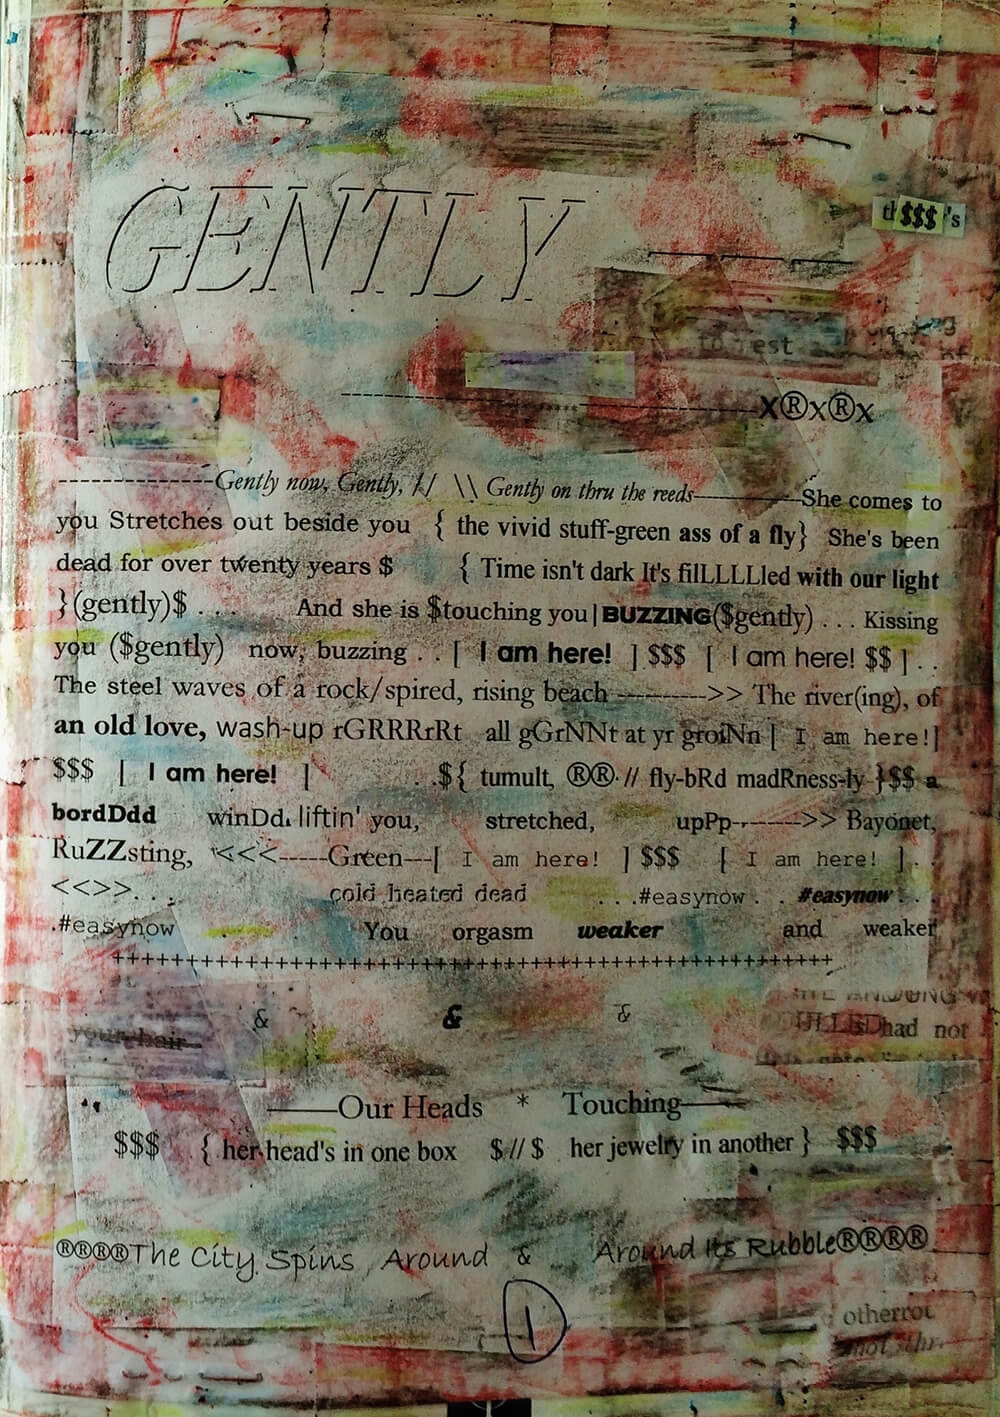 GENTLY
$$$'s
est
-------------------------------------X®x®x
--------------Gently now, Gently, // \\ Gently on thru the reeds------------She comes to
you Stretches out beside you { the vivid stuff-green ass of a fly} She's been
dead for over twenty years $ { Time isn't dark It's filLLLLled with our light
}(gently)$ . . . And she is $touching you|BUZZING($gently) . . . Kissing
you ($gently) now, buzzing . . [ I am here! ] $$$ [ I am here! $$ ] . .
The steel waves of a rock/spired, rising beach ---------->> The river(ing), of
an old love, wash-up rGRRRrRt all gGrNNt at yr groiNn [ I am here!]
$$$ [ I am here! ] . .${ tumult, ®® // fly-bRd madRness-ly }$$ a
bordDdd winDd. liftin' you, stretched, upPp------->> Bayonet,
RuZZsting, <<<-----Green---[ I am here! ] $$$ [ I am here! ] . .
<<>>. . . cold heated dead . . .#easynow . . #easynow . . .
.#easynow . You orgasm weaker and weaker
++++++++++++++++++++++++++++++++++++++++++++++++
& & &
your hair
had not
——Our Heads * Touching——
$$$ { her head's in one box $ // $ her jewelry in another } $$$
®®®®The City Spins Around & Around Its Rubble®®®®
1